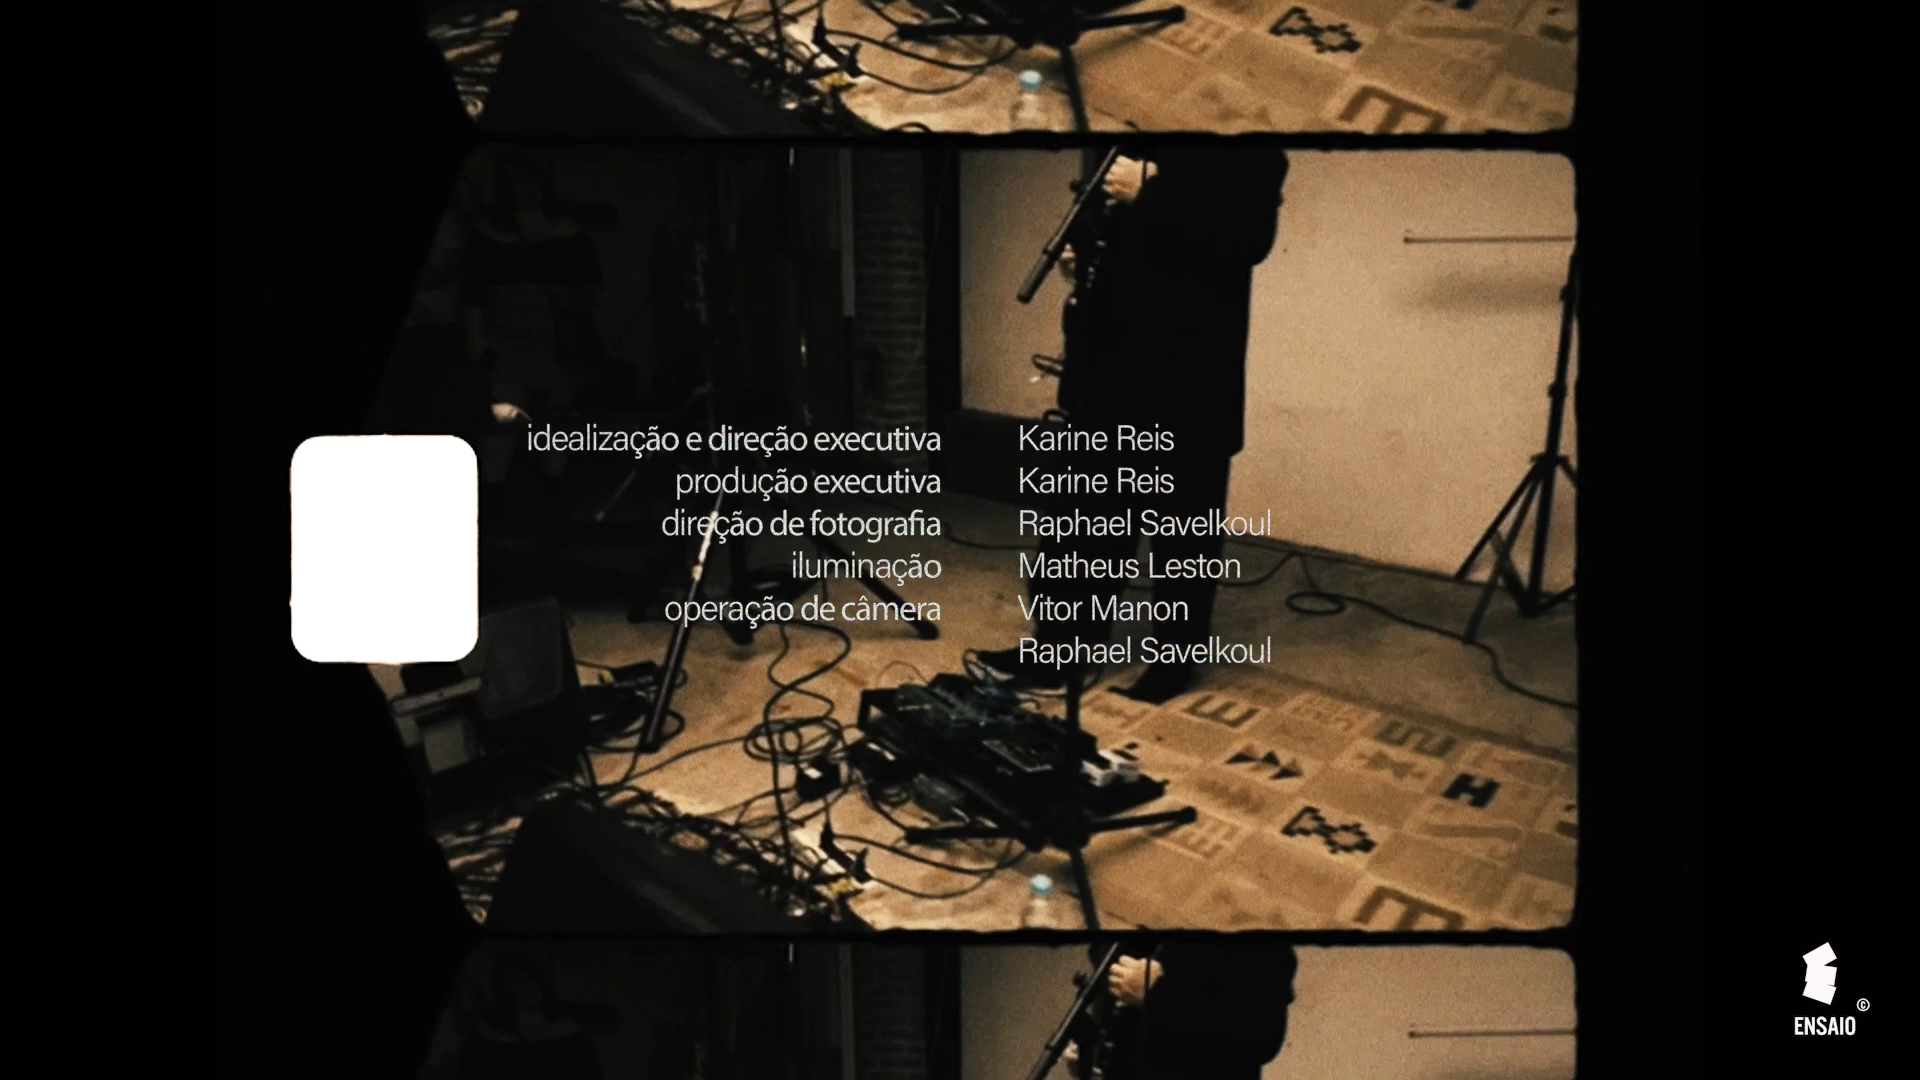 idealização e direção executiva Karine Reis
produção executiva Karine Reis
direção de fotografia Raphael Savelkoul
iluminação Matheus Leston
operação de câmera Vitor Manon
Raphael Savelkoul
©
ENSAIO